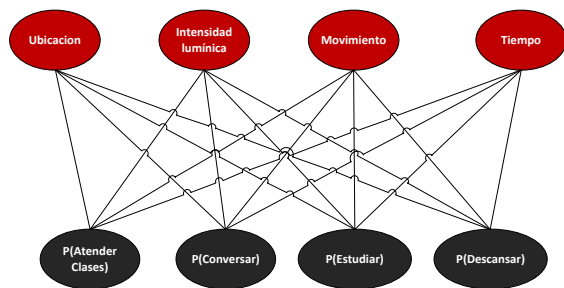 Ubicacion
Intensidad
lumínica
Movimiento
Tiempo
P(Atender
Clases)
P(Conversar)
P(Estudiar)
P(Descansar)